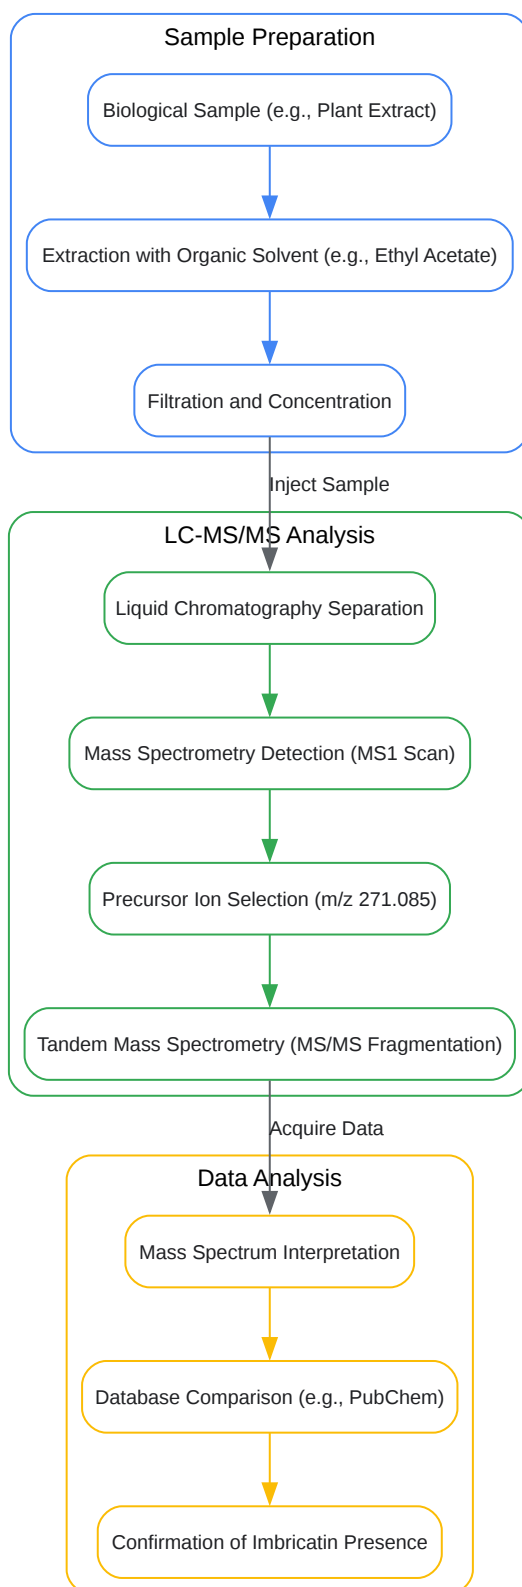 Sample Preparation
Biological Sample (e.g., Plant Extract)
Extraction with Organic Solvent (e.g., Ethyl Acetate)
Filtration and Concentration
Inject Sample
LC-MS/MS Analysis
Liquid Chromatography Separation
Mass Spectrometry Detection (MS1 Scan)
Precursor Ion Selection (m/z 271.085)
Tandem Mass Spectrometry (MS/MS Fragmentation)
Acquire Data
Data Analysis
Mass Spectrum Interpretation
Database Comparison (e.g., PubChem)
Confirmation of Imbricatin Presence